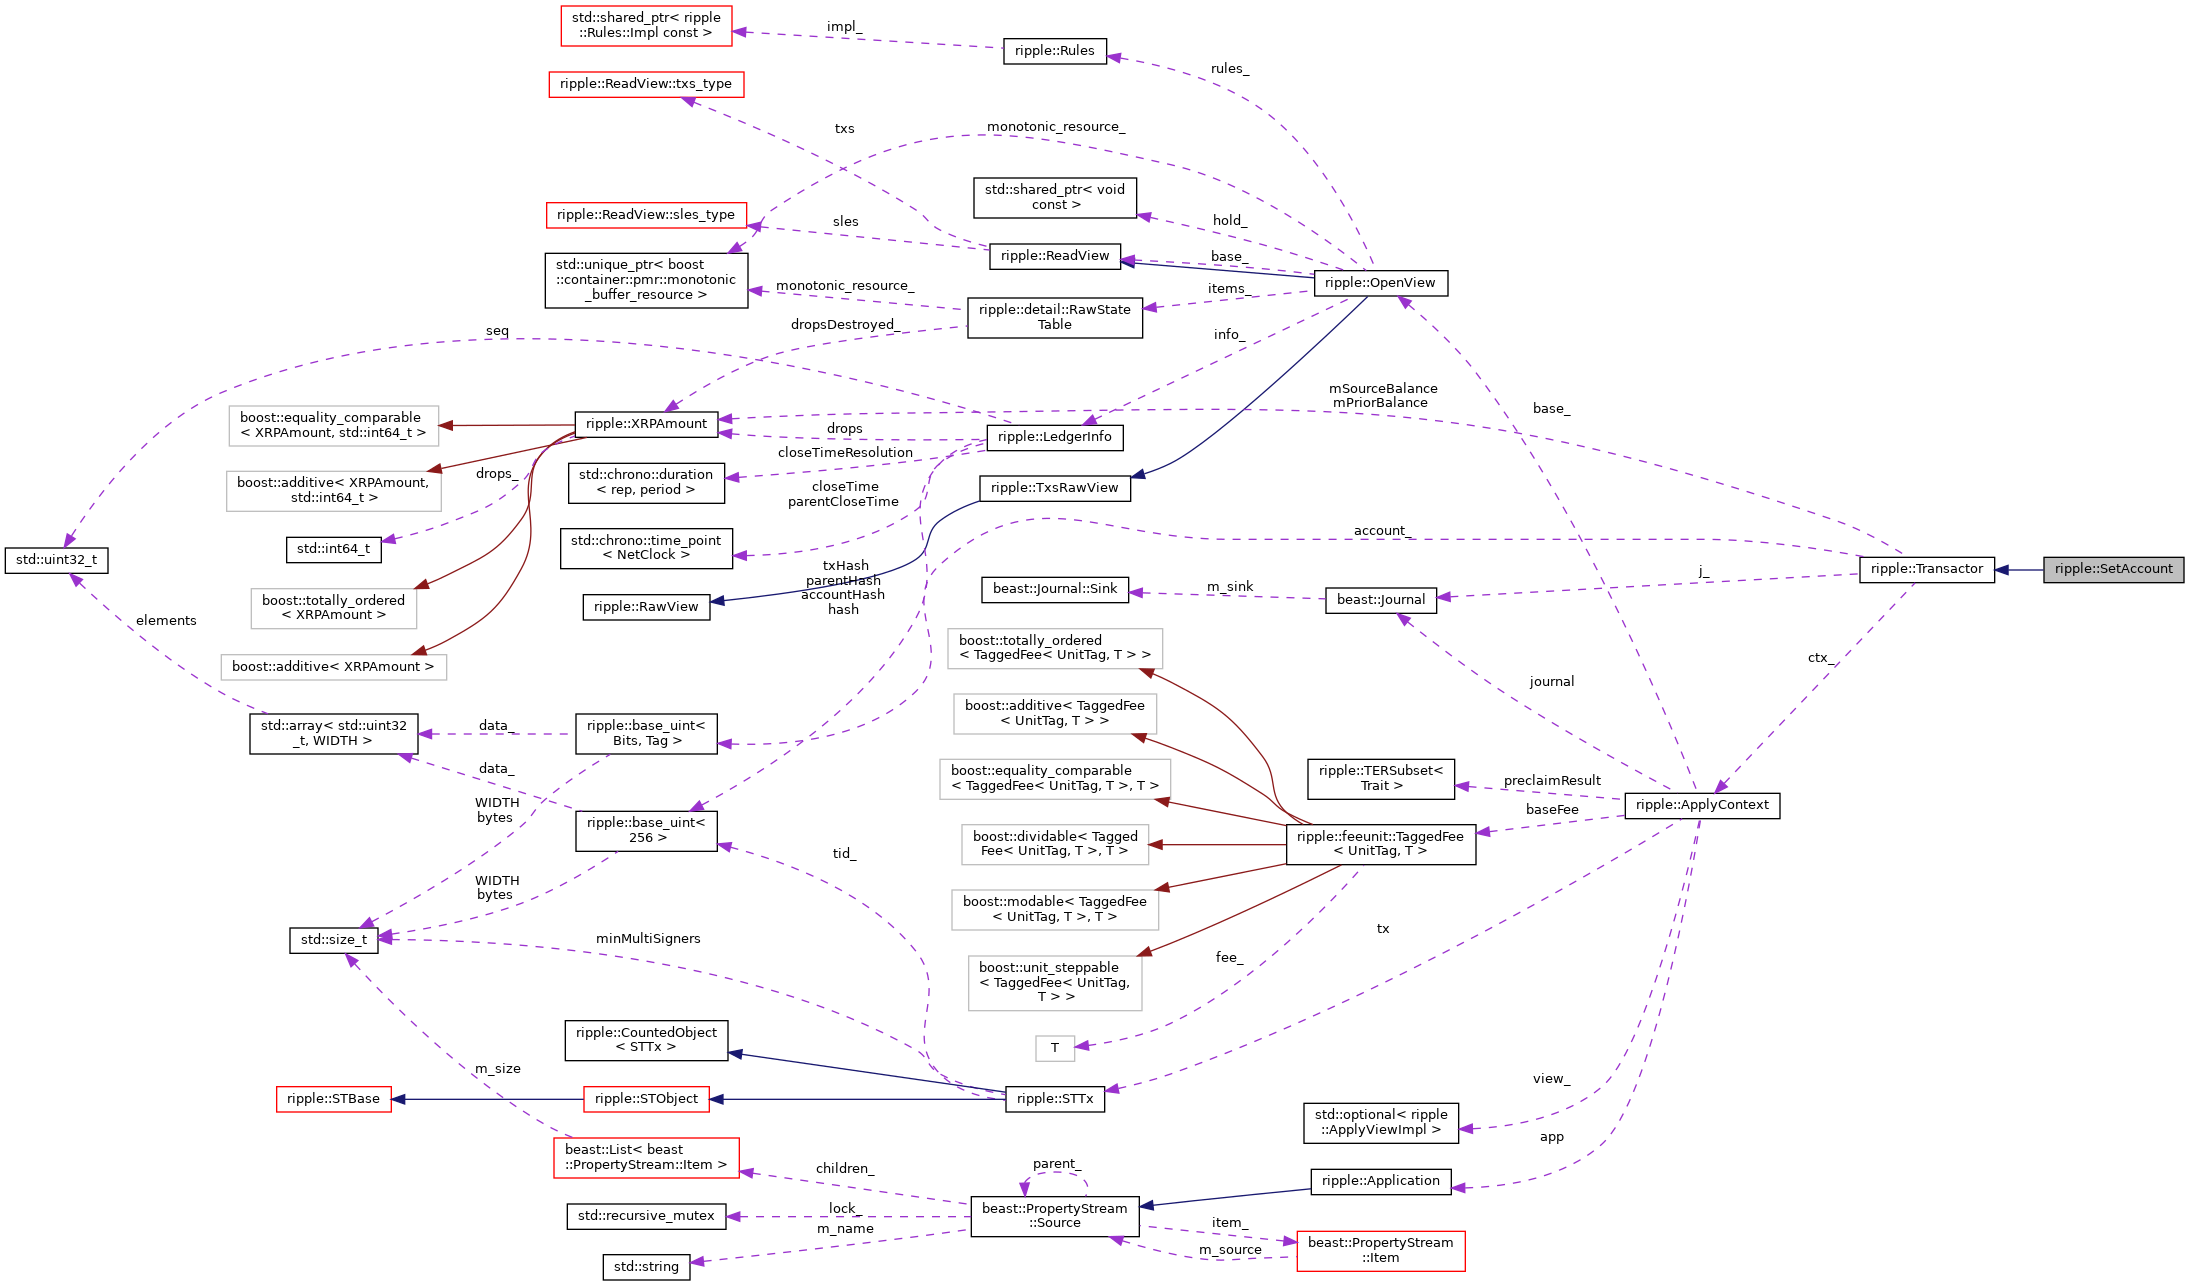 std::shared_ptr< ripple
::Rules::Impl const >
impl_
ripple::Rules
rules_
ripple::ReadView::txs_type
txs
monotonic_resource_
std::shared_ptr< void
const >
hold_
ripple::ReadView::sles_type
sles
ripple::ReadView
base_
std::unique_ptr< boost
::container::pmr::monotonic
_buffer_resource >
monotonic_resource_
ripple::detail::RawState
Table
items_
ripple::OpenView
dropsDestroyed_
info_
seq
mSourceBalance
mPriorBalance
base_
boost::equality_comparable
< XRPAmount, std::int64_t >
ripple::XRPAmount
drops
ripple::LedgerInfo
closeTimeResolution
boost::additive< XRPAmount,
std::int64_t >
drops_
std::chrono::duration
< rep, period >
closeTime
parentCloseTime
ripple::TxsRawView
std::int64_t
std::chrono::time_point
< NetClock >
account_
std::uint32_t
txHash
parentHash
accountHash
hash
ripple::Transactor
ripple::SetAccount
j_
boost::totally_ordered
< XRPAmount >
ripple::RawView
beast::Journal::Sink
m_sink
beast::Journal
elements
boost::additive< XRPAmount >
boost::totally_ordered
< TaggedFee< UnitTag, T > >
ctx_
journal
std::array< std::uint32
_t, WIDTH >
data_
ripple::base_uint<
Bits, Tag >
boost::additive< TaggedFee
< UnitTag, T > >
data_
boost::equality_comparable
< TaggedFee< UnitTag, T >, T >
ripple::TERSubset<
Trait >
preclaimResult
ripple::ApplyContext
baseFee
WIDTH
bytes
ripple::base_uint<
256 >
boost::dividable< Tagged
Fee< UnitTag, T >, T >
ripple::feeunit::TaggedFee
< UnitTag, T >
tid_
WIDTH
bytes
boost::modable< TaggedFee
< UnitTag, T >, T >
std::size_t
minMultiSigners
boost::unit_steppable
< TaggedFee< UnitTag,
T > >
fee_
tx
ripple::CountedObject
< STTx >
T
m_size
view_
ripple::STBase
ripple::STObject
ripple::STTx
std::optional< ripple
::ApplyViewImpl >
app
beast::List< beast
::PropertyStream::Item >
children_
parent_
ripple::Application
std::recursive_mutex
lock_
m_name
beast::PropertyStream
::Source
item_
m_source
beast::PropertyStream
::Item
std::string